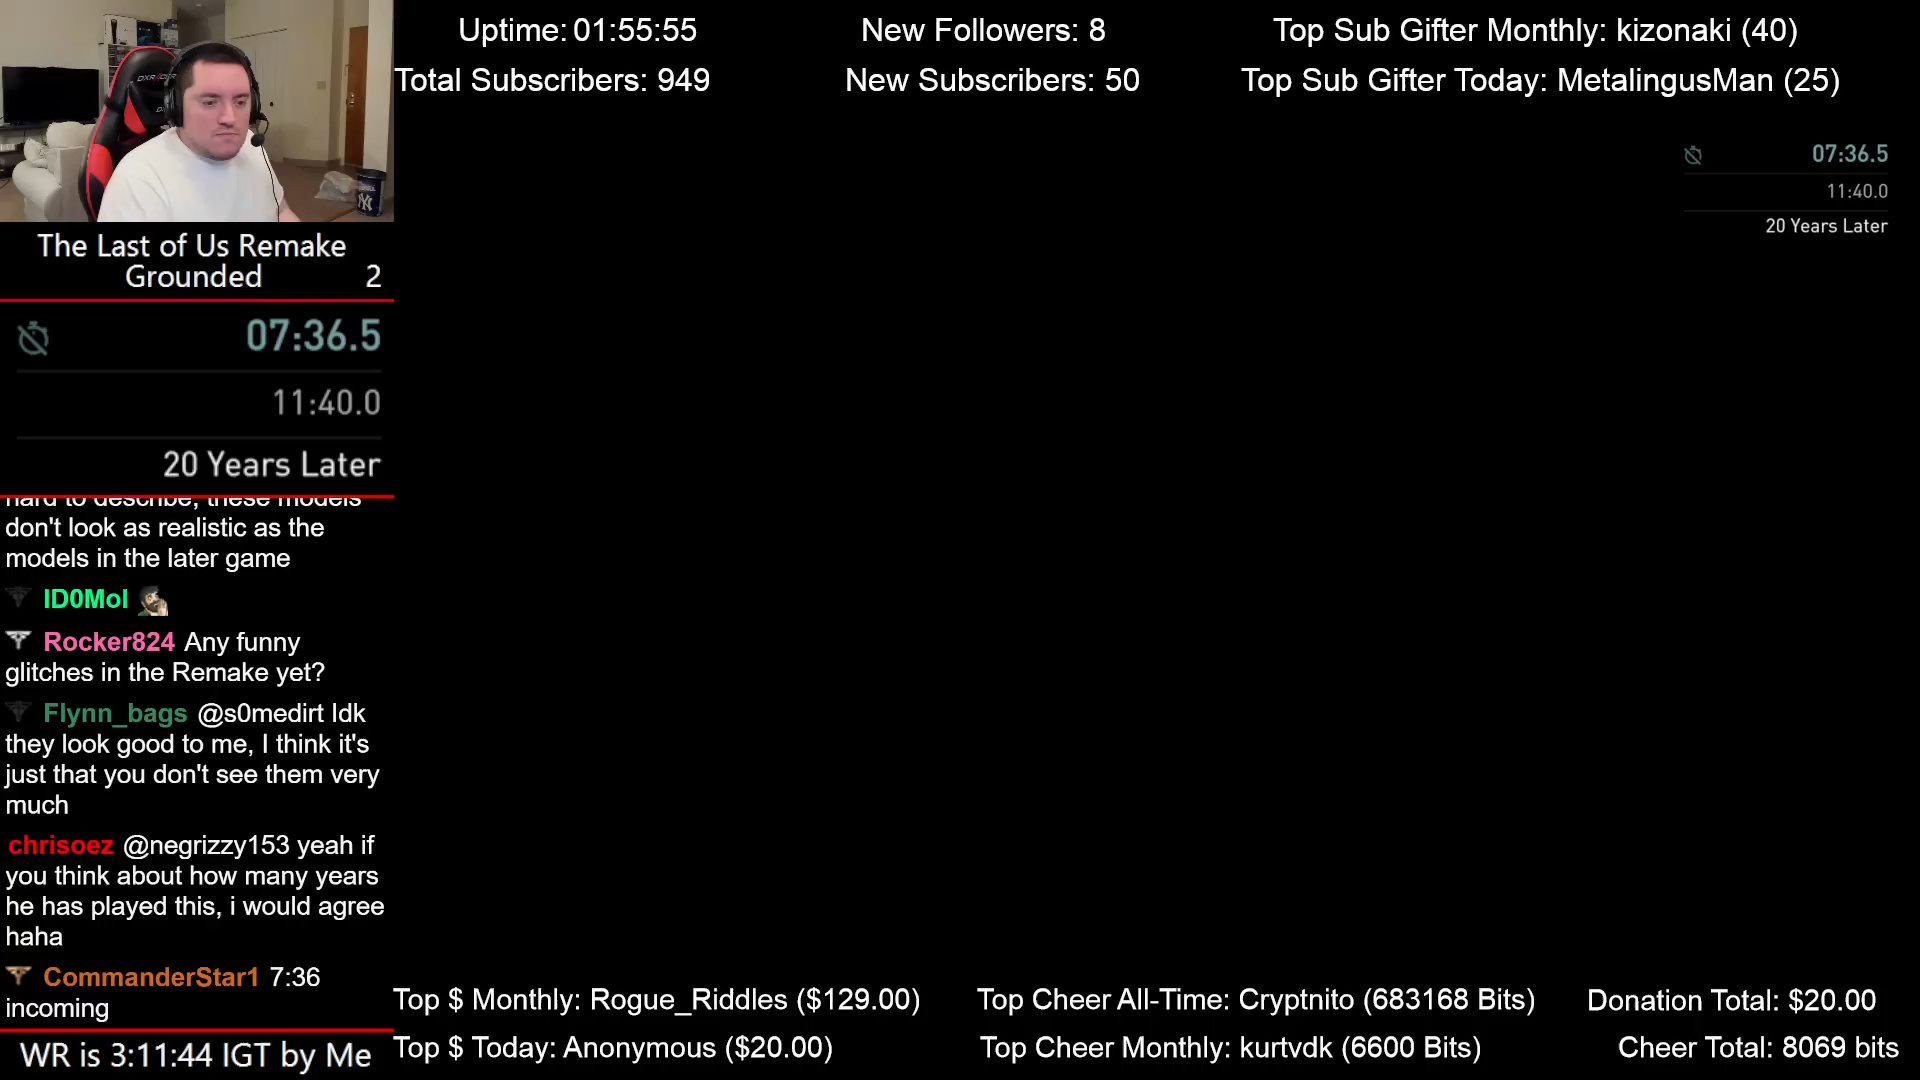 Uptime: 01:55:55
New Followers: 8
Top Sub Gifter Monthly: kizonaki (40)
Total Subscribers: 949
New Subscribers: 50
Top Sub Gifter Today: MetalingusMan (25)
07:36.5
11:40.0
20 Years Later
The Last of Us Remake
Grounded 2
07:36.5
11:40.0
20 Years Later
hard to describe, these models
don't look as realistic as the
models in the later game
ID0Mol
Rocker824 Any funny
glitches in the Remake yet?
Flynn_bags @s0medirt Idk
they look good to me, I think it's
just that you don't see them very
much
chrisoez @negrizzy153 yeah if
you think about how many years
he has played this, i would agree
haha
CommanderStar1 7:36
incoming
WR is 3:11:44 IGT by Me
Top $ Monthly: Rogue_Riddles ($129.00)
Top Cheer All-Time: Cryptnito (683168 Bits)
Donation Total: $20.00
Top $ Today: Anonymous ($20.00)
Top Cheer Monthly: kurtvdk (6600 Bits)
Cheer Total: 8069 bits